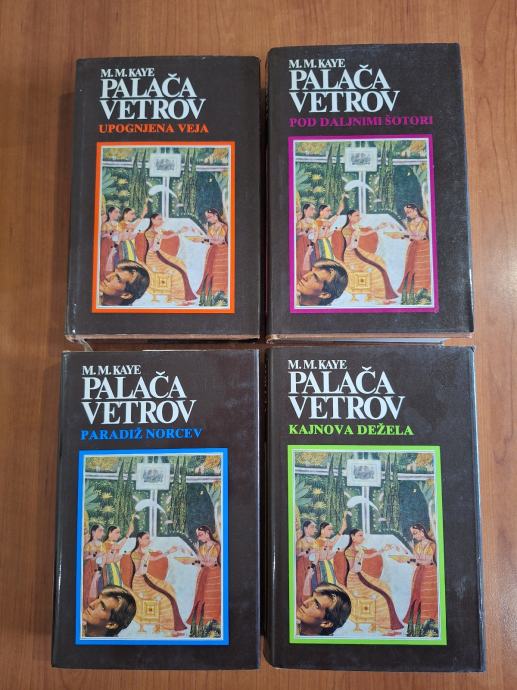 M. M. KAYE
PALAČA
VETROV
UPOGNJENA VEJA
M. M. KAYE
PALAČA
VETROV
POD DALJNIMI ŠOTORI
M. M. KAYE
PALAČA
VETROV
PARADIŽ NORCEV
M. M. KAYE
PALAČA
VETROV
KAJNOVA DEŽELA